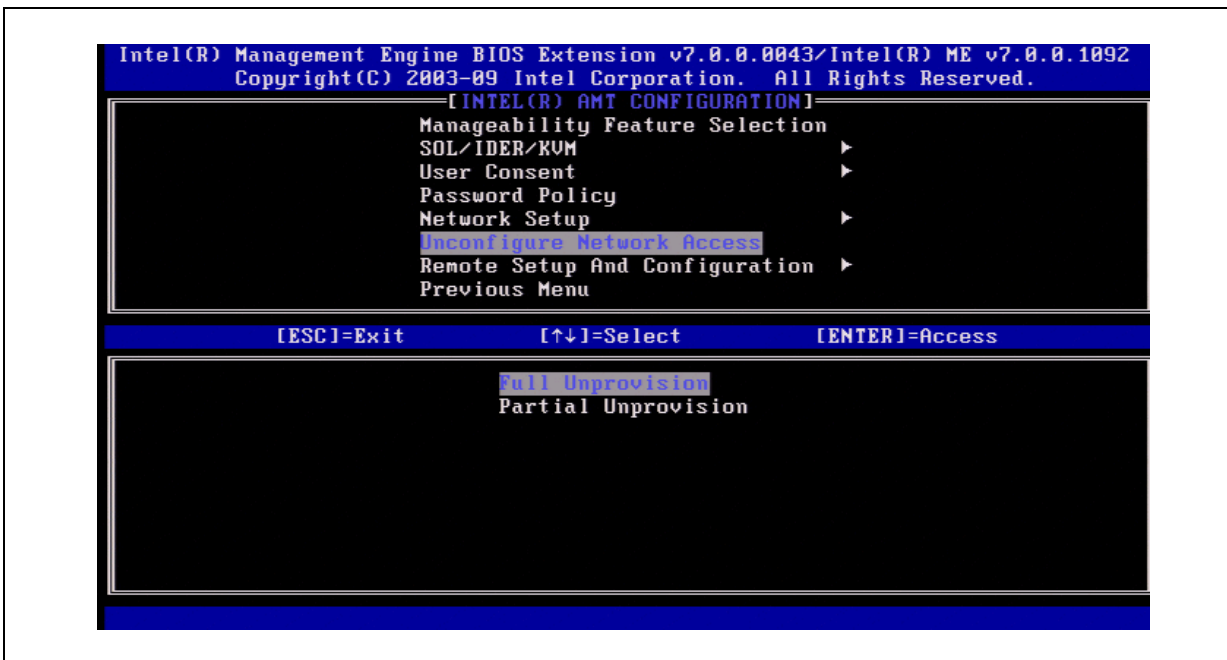 Intel(R) Management Engine BIOS Extension v7.0.0.0043/Intel(R) ME v7.0.0.1092
Copyright(C) 2003-09 Intel Corporation. All Rights Reserved.
[INTEL(R) AMT CONFIGURATION]
Manageability Feature Selection
SOL/IDER/KVM ►
User Consent ►
Password Policy
Network Setup ►
Unconfigure Network Access
Remote Setup And Configuration ►
Previous Menu
[ESC]=Exit [↑↓]=Select [ENTER]=Access
Full Unprovision
Partial Unprovision